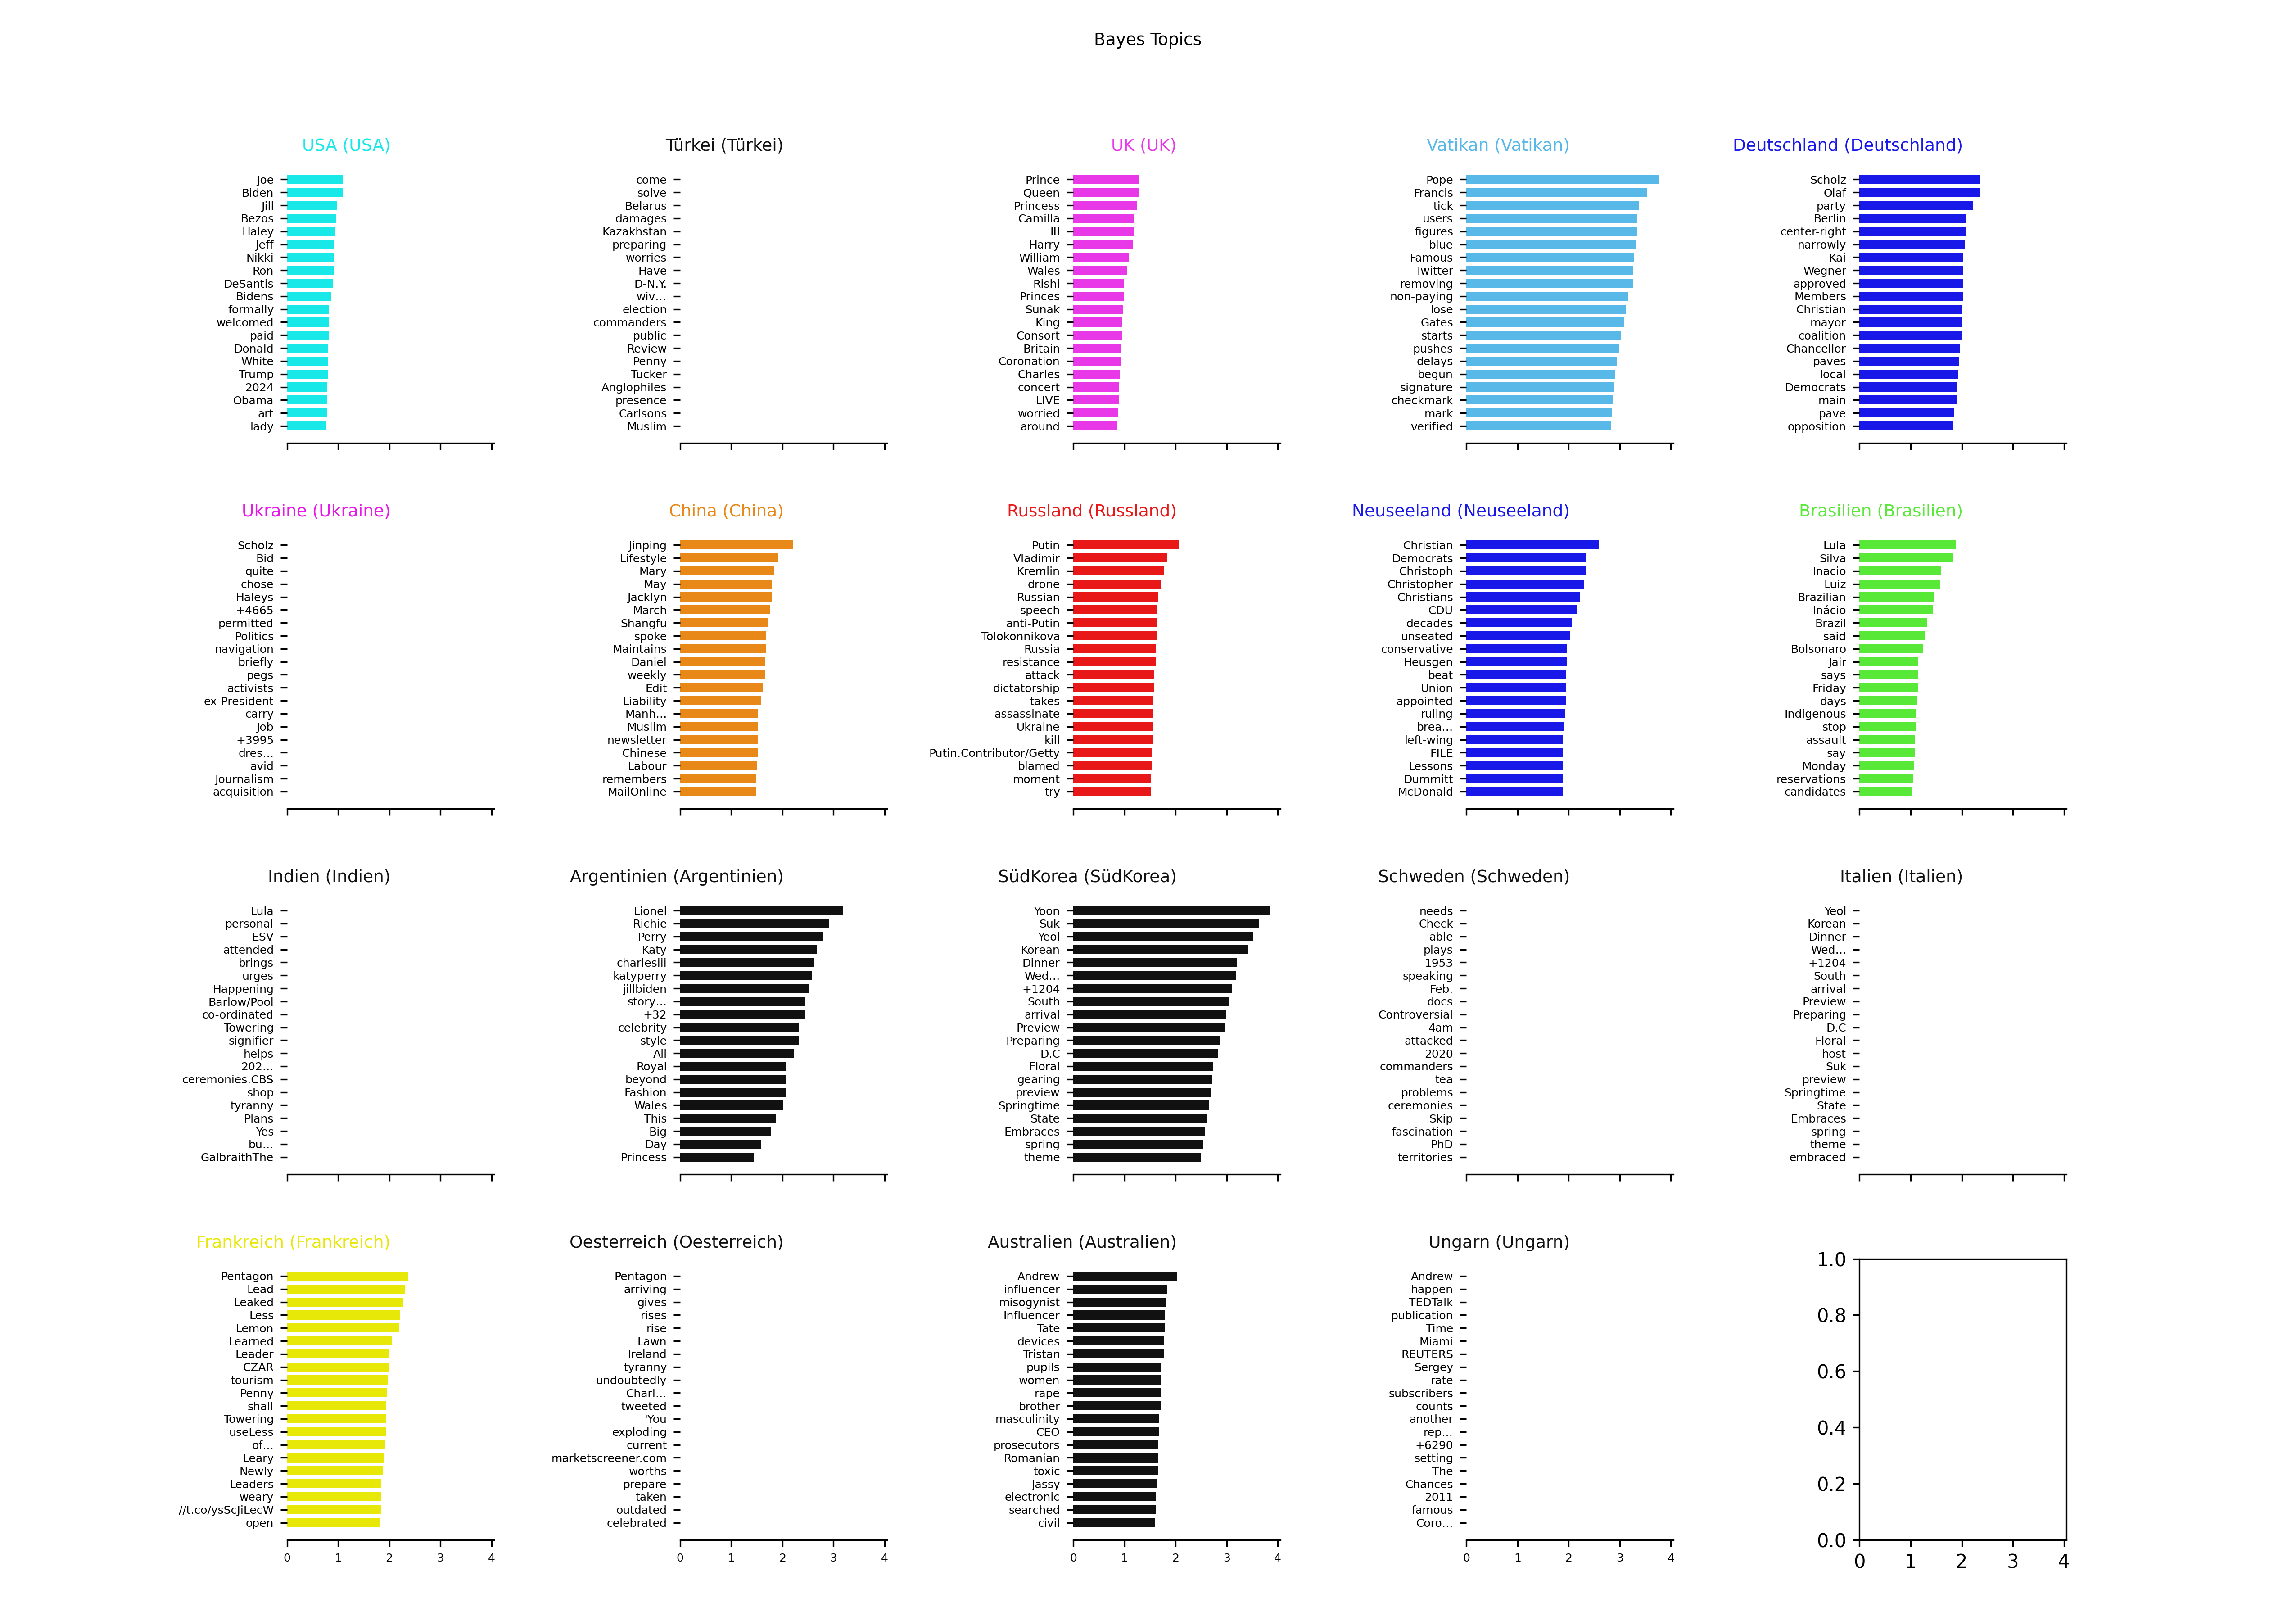 Bayes Topics
USA (USA)
Joe
Biden
Jill
Bezos
Haley
Jeff
Nikki
Ron
DeSantis
Bidens
formally
welcomed
paid
Donald
White
Trump
2024
Obama
art
lady
Türkei (Türkei)
come
solve
Belarus
damages
Kazakhstan
preparing
worries
Have
D-N.Y.
wiv…
election
commanders
public
Review
Penny
Tucker
Anglophiles
presence
Carlsons
Muslim
UK (UK)
Prince
Queen
Princess
Camilla
III
Harry
William
Wales
Rishi
Princes
Sunak
King
Consort
Britain
Coronation
Charles
concert
LIVE
worried
around
Vatikan (Vatikan)
Pope
Francis
tick
users
figures
blue
Famous
Twitter
removing
non-paying
lose
Gates
starts
pushes
delays
begun
signature
checkmark
mark
verified
Deutschland (Deutschland)
Scholz
Olaf
party
Berlin
center-right
narrowly
Kai
Wegner
approved
Members
Christian
mayor
coalition
Chancellor
paves
local
Democrats
main
pave
opposition
Ukraine (Ukraine)
Scholz
Bid
quite
chose
Haleys
+4665
permitted
Politics
navigation
briefly
pegs
activists
ex-President
carry
Job
+3995
dres…
avid
Journalism
acquisition
China (China)
Jinping
Lifestyle
Mary
May
Jacklyn
March
Shangfu
spoke
Maintains
Daniel
weekly
Edit
Liability
Manh…
Muslim
newsletter
Chinese
Labour
remembers
MailOnline
Russland (Russland)
Putin
Vladimir
Kremlin
drone
Russian
speech
anti-Putin
Tolokonnikova
Russia
resistance
attack
dictatorship
takes
assassinate
Ukraine
kill
Putin.Contributor/Getty
blamed
moment
try
Neuseeland (Neuseeland)
Christian
Democrats
Christoph
Christopher
Christians
CDU
decades
unseated
conservative
Heusgen
beat
Union
appointed
ruling
brea…
left-wing
FILE
Lessons
Dummitt
McDonald
Brasilien (Brasilien)
Lula
Silva
Inacio
Luiz
Brazilian
Inácio
Brazil
said
Bolsonaro
Jair
says
Friday
days
Indigenous
stop
assault
say
Monday
reservations
candidates
Indien (Indien)
Lula
personal
ESV
attended
brings
urges
Happening
Barlow/Pool
co-ordinated
Towering
signifier
helps
202…
ceremonies.CBS
shop
tyranny
Plans
Yes
bu…
GalbraithThe
Argentinien (Argentinien)
Lionel
Richie
Perry
Katy
charlesiii
katyperry
jillbiden
story…
+32
celebrity
style
All
Royal
beyond
Fashion
Wales
This
Big
Day
Princess
SüdKorea (SüdKorea)
Yoon
Suk
Yeol
Korean
Dinner
Wed…
+1204
South
arrival
Preview
Preparing
D.C
Floral
gearing
preview
Springtime
State
Embraces
spring
theme
Schweden (Schweden)
needs
Check
able
plays
1953
speaking
Feb.
docs
Controversial
4am
attacked
2020
commanders
tea
problems
ceremonies
Skip
fascination
PhD
territories
Italien (Italien)
Yeol
Korean
Dinner
Wed…
+1204
South
arrival
Preview
Preparing
D.C
Floral
host
Suk
preview
Springtime
State
Embraces
spring
theme
embraced
Frankreich (Frankreich)
Pentagon
Lead
Leaked
Less
Lemon
Learned
Leader
CZAR
tourism
Penny
shall
Towering
useLess
of…
Leary
Newly
Leaders
weary
//t.co/ysScJiLecW
open
0 1 2 3 4
Oesterreich (Oesterreich)
Pentagon
arriving
gives
rises
rise
Lawn
Ireland
tyranny
undoubtedly
Charl…
tweeted
'You
exploding
current
marketscreener.com
worths
prepare
taken
outdated
celebrated
0 1 2 3 4
Australien (Australien)
Andrew
influencer
misogynist
Influencer
Tate
devices
Tristan
pupils
women
rape
brother
masculinity
CEO
prosecutors
Romanian
toxic
Jassy
electronic
searched
civil
0 1 2 3 4
Ungarn (Ungarn)
Andrew
happen
TEDTalk
publication
Time
Miami
REUTERS
Sergey
rate
subscribers
counts
another
rep…
+6290
setting
The
Chances
2011
famous
Coro…
0 1 2 3 4
1.0
0.8
0.6
0.4
0.2
0.0
0 1 2 3 4